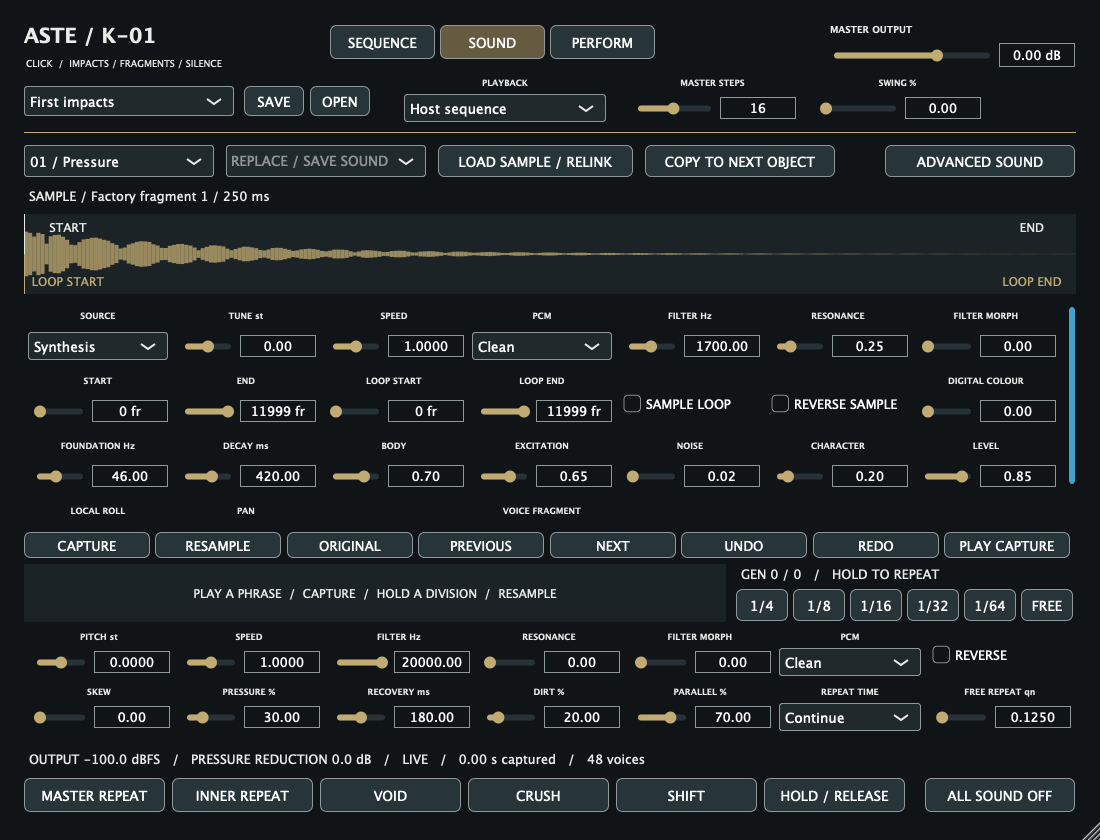 ASTE / K-01
CLICK / IMPACTS / FRAGMENTS / SILENCE
SEQUENCE SOUND PERFORM
MASTER OUTPUT
0.00 dB
First impacts SAVE OPEN
PLAYBACK MASTER STEPS SWING %
Host sequence 16 0.00
01 / Pressure REPLACE / SAVE SOUND LOAD SAMPLE / RELINK COPY TO NEXT OBJECT ADVANCED SOUND
SAMPLE / Factory fragment 1 / 250 ms
START END
LOOP START LOOP END
SOURCE TUNE st SPEED PCM FILTER Hz RESONANCE FILTER MORPH
Synthesis 0.00 1.0000 Clean 1700.00 0.25 0.00
START END LOOP START LOOP END DIGITAL COLOUR
0 fr 11999 fr 0 fr 11999 fr SAMPLE LOOP REVERSE SAMPLE 0.00
FOUNDATION Hz DECAY ms BODY EXCITATION NOISE CHARACTER LEVEL
46.00 420.00 0.70 0.65 0.02 0.20 0.85
LOCAL ROLL PAN VOICE FRAGMENT
CAPTURE RESAMPLE ORIGINAL PREVIOUS NEXT UNDO REDO PLAY CAPTURE
PLAY A PHRASE / CAPTURE / HOLD A DIVISION / RESAMPLE
GEN 0 / 0 / HOLD TO REPEAT
1/4 1/8 1/16 1/32 1/64 FREE
PITCH st SPEED FILTER Hz RESONANCE FILTER MORPH PCM
0.0000 1.0000 20000.00 0.00 0.00 Clean REVERSE
SKEW PRESSURE % RECOVERY ms DIRT % PARALLEL % REPEAT TIME FREE REPEAT qn
0.00 30.00 180.00 20.00 70.00 Continue 0.1250
OUTPUT -100.0 dBFS / PRESSURE REDUCTION 0.0 dB / LIVE / 0.00 s captured / 48 voices
MASTER REPEAT INNER REPEAT VOID CRUSH SHIFT HOLD / RELEASE ALL SOUND OFF